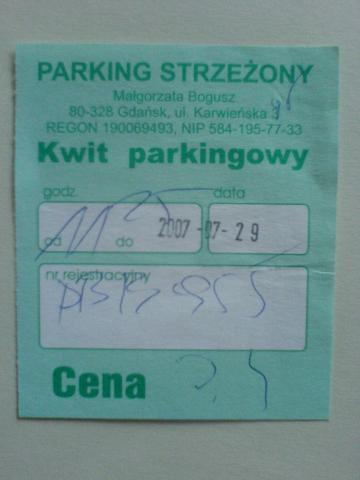 PARKING STRZEŻONY
Małgorzata Bogusz
80-328 Gdańsk, ul. Karwieńska
REGON 190069493, NIP 584-195-77-33
Kwit parkingowy
godz. data
od do 2007-07-29
nr rejestracyjny
Cena